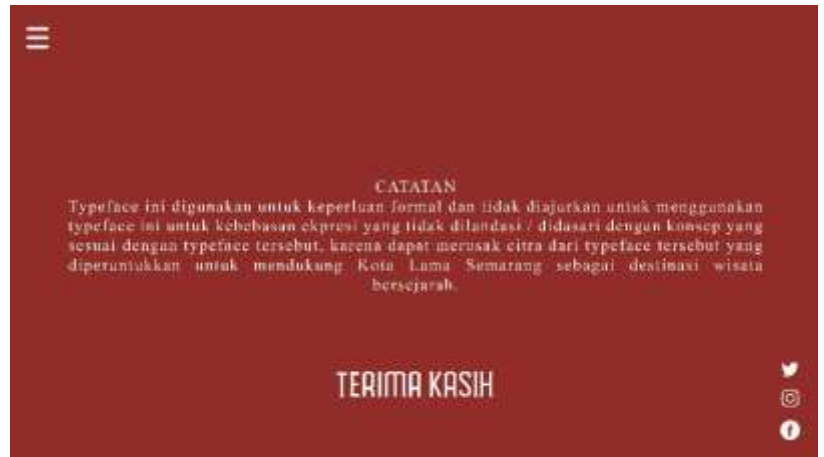 CATATAN
Typeface ini digunakan untuk keperluan formal dan tidak diajurkan untuk menggunakan
typeface ini untuk kebebasan ekpresi yang tidak dilandasi / didasari dengan konsep yang
sesuai dengan typeface tersebut, karena dapat merusak citra dari typeface tersebut yang
diperuntukkan untuk mendukung Kota Lama Semarang sebagai destinasi wisata
bersejarah.
TERIMA KASIH